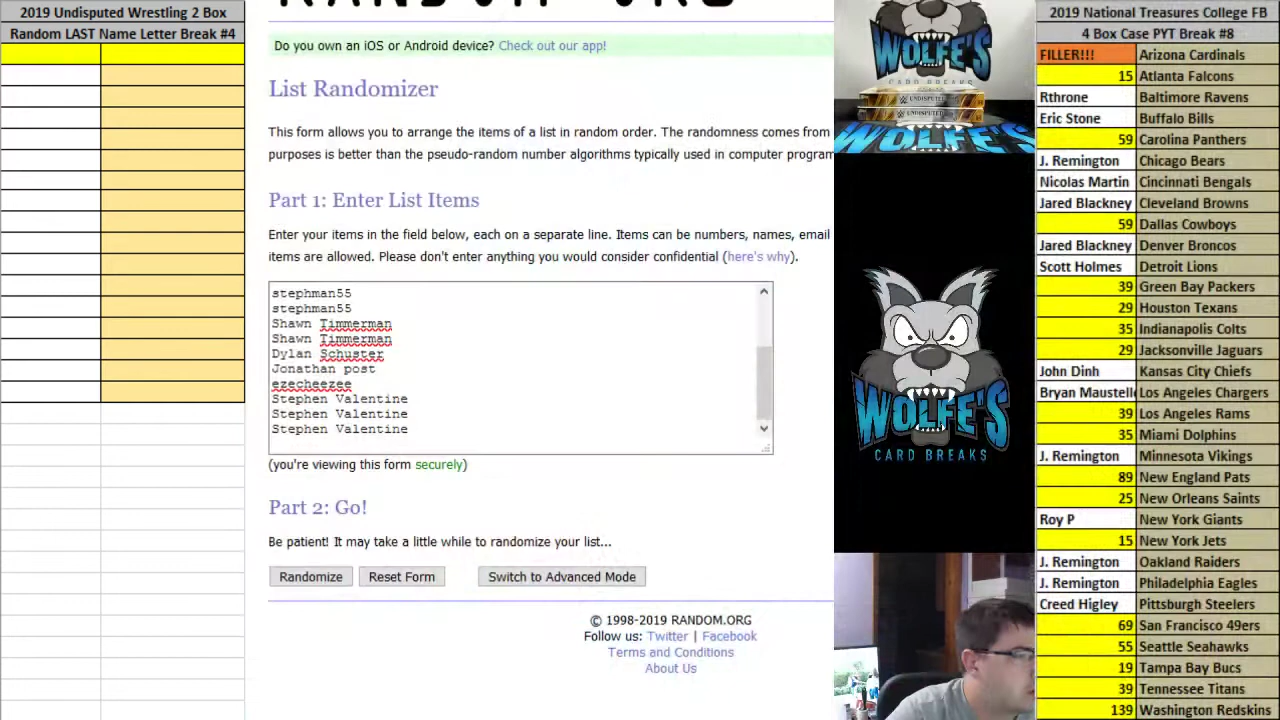 2019 Undisputed Wrestling 2 Box
Random LAST Name Letter Break #4
Do you own an iOS or Android device? Check out our app!
List Randomizer
This form allows you to arrange the items of a list in random order. The randomness comes from
purposes is better than the pseudo-random number algorithms typically used in computer program
Part 1: Enter List Items
Enter your items in the field below, each on a separate line. Items can be numbers, names, email
items are allowed. Please don't enter anything you would consider confidential (here's why).
stephman55
stephman55
Shawn Timmerman
Shawn Timmerman
Dylan Schuster
Jonathan post
ezecheezee
Stephen Valentine
Stephen Valentine
Stephen Valentine
(you're viewing this form securely)
Part 2: Go!
Be patient! It may take a little while to randomize your list...
Randomize Reset Form Switch to Advanced Mode
© 1998-2019 RANDOM.ORG
Follow us: Twitter | Facebook
Terms and Conditions
About Us
WOLFE'S
CARD BREAKS
UNDISPUTED
UNDISPUTED
WOLFE'S
WOLFE'S
CARD BREAKS
2019 National Treasures College FB
4 Box Case PYT Break #8
FILLER!!! Arizona Cardinals
15 Atlanta Falcons
Rthrone Baltimore Ravens
Eric Stone Buffalo Bills
59 Carolina Panthers
J. Remington Chicago Bears
Nicolas Martin Cincinnati Bengals
Jared Blackney Cleveland Browns
59 Dallas Cowboys
Jared Blackney Denver Broncos
Scott Holmes Detroit Lions
39 Green Bay Packers
29 Houston Texans
35 Indianapolis Colts
29 Jacksonville Jaguars
John Dinh Kansas City Chiefs
Bryan Maustelle Los Angeles Chargers
39 Los Angeles Rams
35 Miami Dolphins
J. Remington Minnesota Vikings
89 New England Pats
25 New Orleans Saints
Roy P New York Giants
15 New York Jets
J. Remington Oakland Raiders
J. Remington Philadelphia Eagles
Creed Higley Pittsburgh Steelers
69 San Francisco 49ers
55 Seattle Seahawks
19 Tampa Bay Bucs
39 Tennessee Titans
139 Washington Redskins